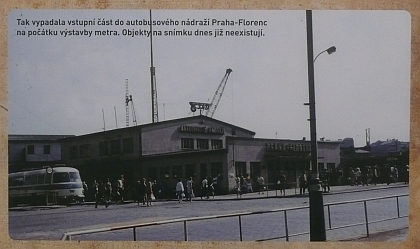 Tak vypadala vstupní část do autobusového nádraží Praha-Florenc
na počátku výstavby metra. Objekty na snímku dnes již neexistují.